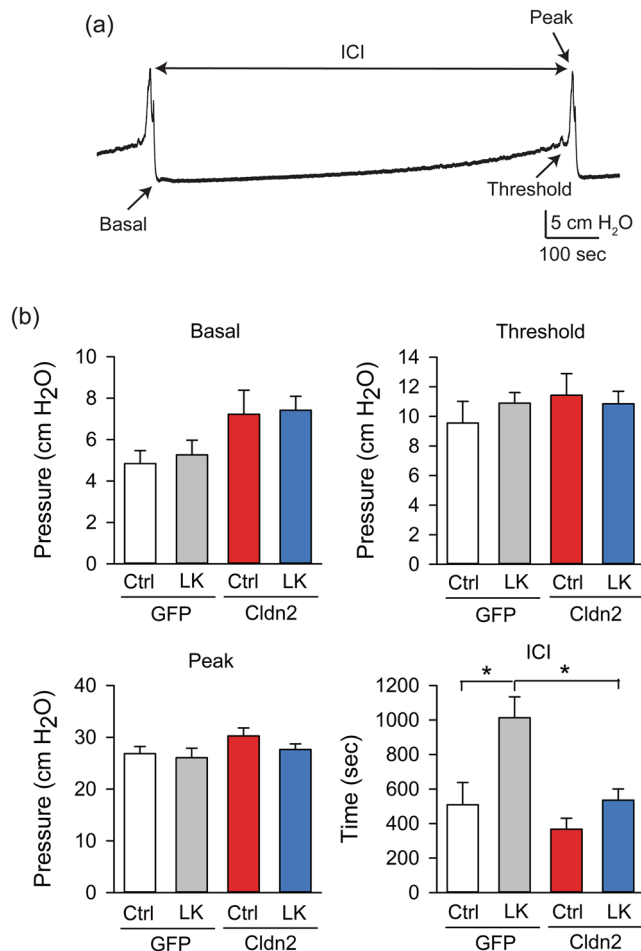 (a)
Peak
ICI
Basal
Threshold
5 cm H2O
100 sec
(b)
Basal
Pressure (cm H2O)
10
8
6
4
2
0
Ctrl LK Ctrl LK
GFP Cldn2
Threshold
Pressure (cm H2O)
14
12
10
8
6
4
2
0
Ctrl LK Ctrl LK
GFP Cldn2
Peak
Pressure (cm H2O)
40
30
20
10
0
Ctrl LK Ctrl LK
GFP Cldn2
ICI
* *
Time (sec)
1200
1000
800
600
400
200
0
Ctrl LK Ctrl LK
GFP Cldn2